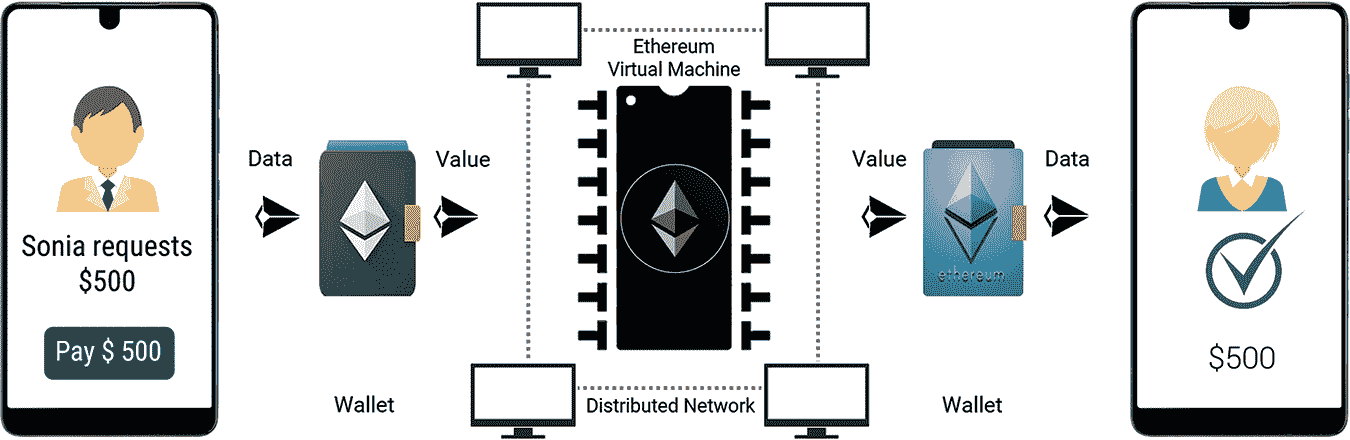 Sonia requests
$500
Pay $ 500
Data
Value
Wallet
Ethereum
Virtual Machine
Distributed Network
Value
Data
ethereum
Wallet
$500